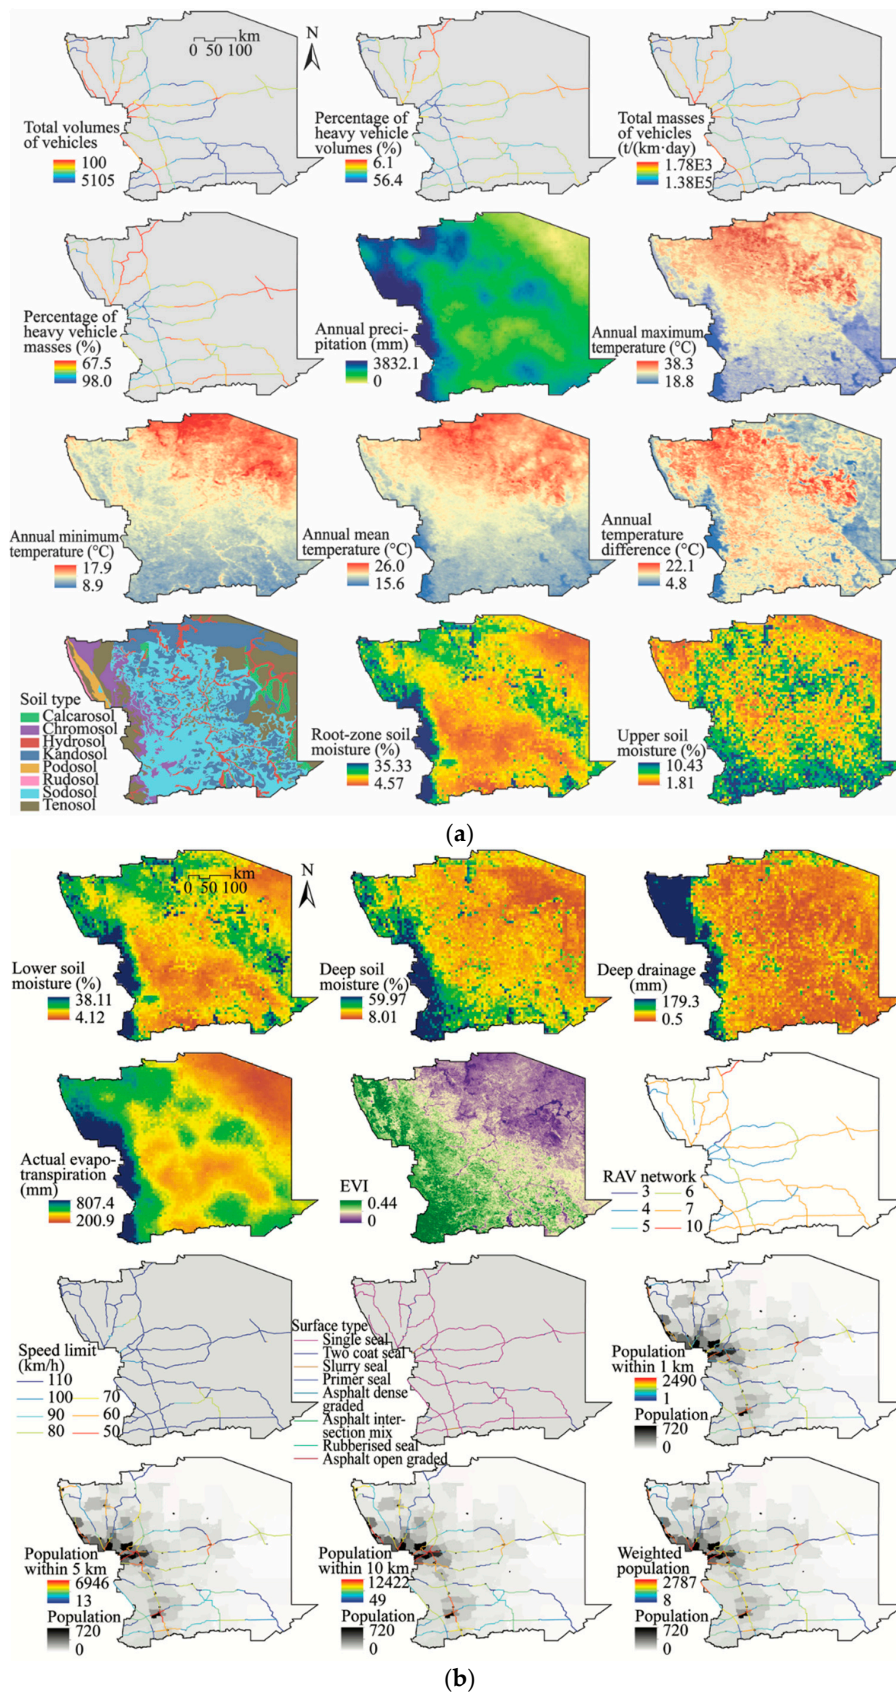 km
0 50 100
N
Total volumes
of vehicles
100
5105
Percentage of
heavy vehicle
volumes (%)
6.1
56.4
Total masses
of vehicles
(t/(km·day)
1.78E3
1.38E5
Percentage of
heavy vehicle
masses (%)
67.5
98.0
Annual preci-
pitation (mm)
3832.1
0
Annual maximum
temperature (°C)
38.3
18.8
Annual minimum
temperature (°C)
17.9
8.9
Annual mean
temperature (°C)
26.0
15.6
Annual
temperature
difference (°C)
22.1
4.8
Soil type
Calcarosol
Chromosol
Hydrosol
Kandosol
Podosol
Rudosol
Sodosol
Tenosol
Root-zone soil
moisture (%)
35.33
4.57
Upper soil
moisture (%)
10.43
1.81
(a)
km
0 50 100
N
Lower soil
moisture (%)
38.11
4.12
Deep soil
moisture (%)
59.97
8.01
Deep drainage
(mm)
179.3
0.5
Actual evapo-
transpiration
(mm)
807.4
200.9
EVI
0.44
0
RAV network
3 6
4 7
5 10
Speed limit
(km/h)
110
100 70
90 60
80 50
Surface type
Single seal
Two coat seal
Slurry seal
Primer seal
Asphalt dense
graded
Asphalt inter-
section mix
Rubberised seal
Asphalt open graded
Population
within 1 km
2490
1
Population
720
0
Population
within 5 km
6946
13
Population
720
0
Population
within 10 km
12422
49
Population
720
0
Weighted
population
2787
8
Population
720
0
(b)